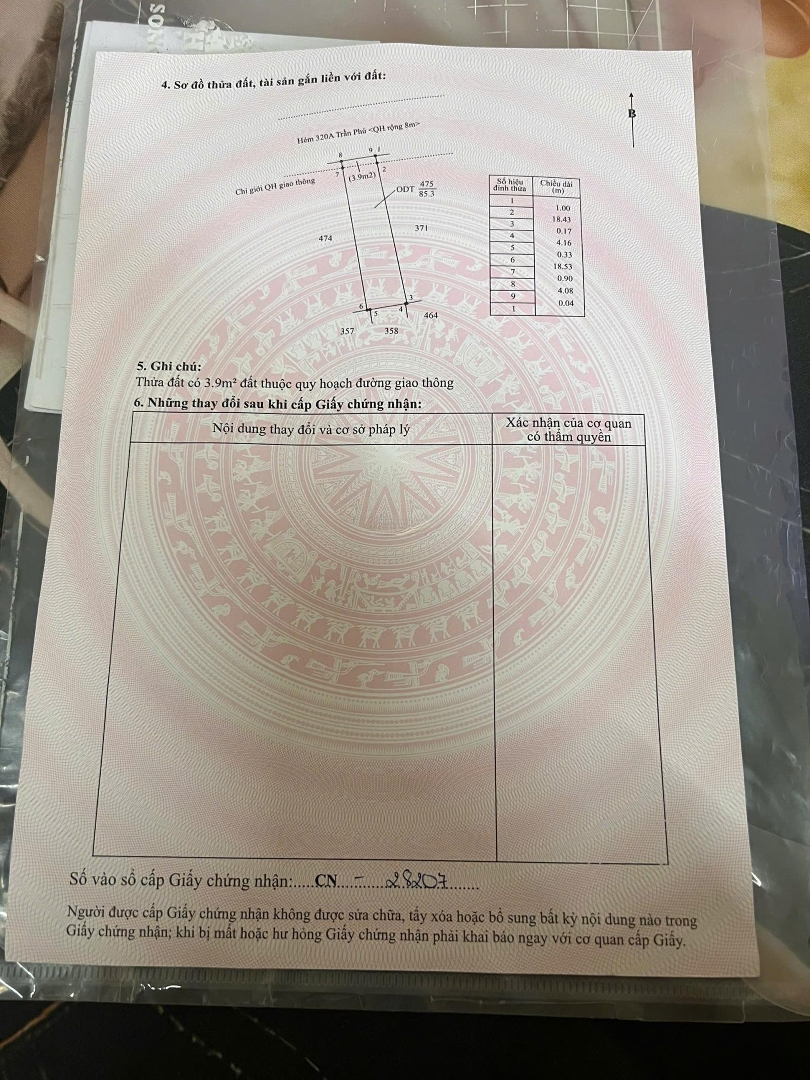 SON
4. Sơ đồ thửa đất, tài sản gắn liền với đất:
B
Hẻm 320A Trần Phú <QH rộng 8m>
8 9 1
7 (3.9m2) 2
Chỉ giới QH giao thông
ODT 475
85.3
474 371
6 5 4 3
357 358 464
Số hiệu đỉnh thửa Chiều dài (m)
1
1.00
2
18.43
3
0.17
4
4.16
5
0.33
6
18.53
7
0.90
8
4.08
9
0.04
1
5. Ghi chú:
Thửa đất có 3.9m² đất thuộc quy hoạch đường giao thông
6. Những thay đổi sau khi cấp Giấy chứng nhận:
Nội dung thay đổi và cơ sở pháp lý
Xác nhận của cơ quan
có thẩm quyền
Số vào sổ cấp Giấy chứng nhận:.....CN....–......28207.......
Người được cấp Giấy chứng nhận không được sửa chữa, tẩy xóa hoặc bổ sung bất kỳ nội dung nào trong
Giấy chứng nhận; khi bị mất hoặc hư hỏng Giấy chứng nhận phải khai báo ngay với cơ quan cấp Giấy.